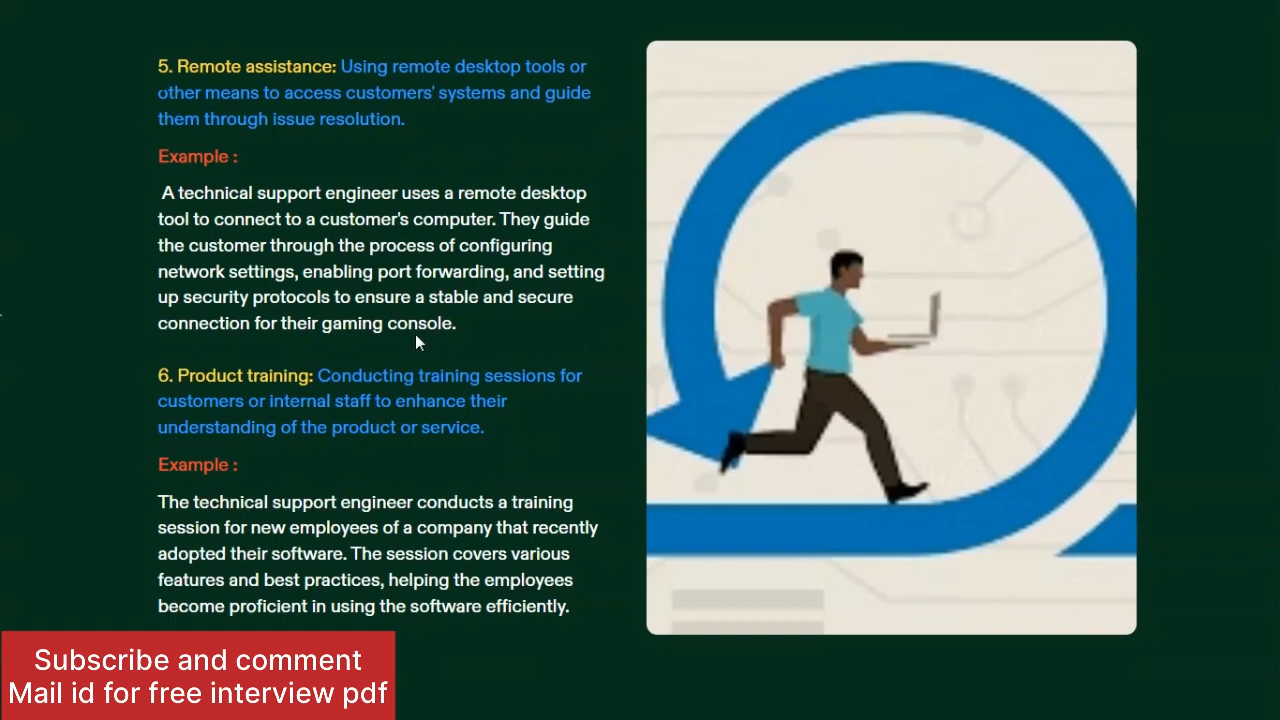 5. Remote assistance: Using remote desktop tools or
other means to access customers' systems and guide
them through issue resolution.
Example :
A technical support engineer uses a remote desktop
tool to connect to a customer's computer. They guide
the customer through the process of configuring
network settings, enabling port forwarding, and setting
up security protocols to ensure a stable and secure
connection for their gaming console.
6. Product training: Conducting training sessions for
customers or internal staff to enhance their
understanding of the product or service.
Example :
The technical support engineer conducts a training
session for new employees of a company that recently
adopted their software. The session covers various
features and best practices, helping the employees
become proficient in using the software efficiently.
Subscribe and comment
Mail id for free interview pdf